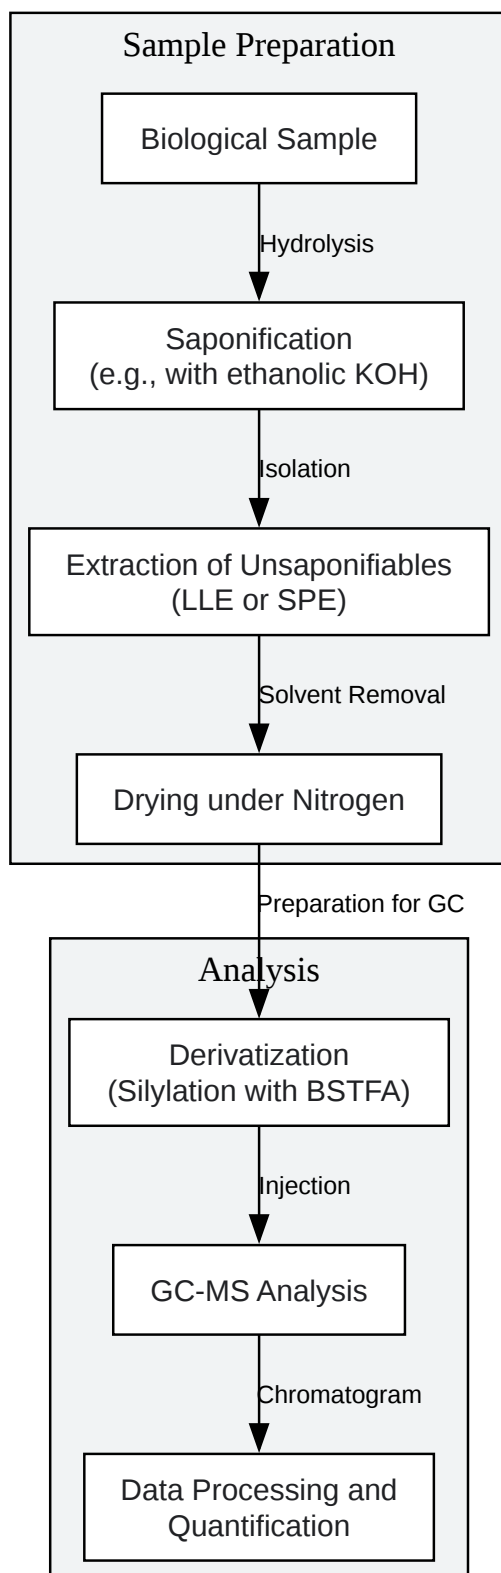 Sample Preparation
Biological Sample
Hydrolysis
Saponification
(e.g., with ethanolic KOH)
Isolation
Extraction of Unsaponifiables
(LLE or SPE)
Solvent Removal
Drying under Nitrogen
Preparation for GC
Analysis
Derivatization
(Silylation with BSTFA)
Injection
GC-MS Analysis
Chromatogram
Data Processing and
Quantification